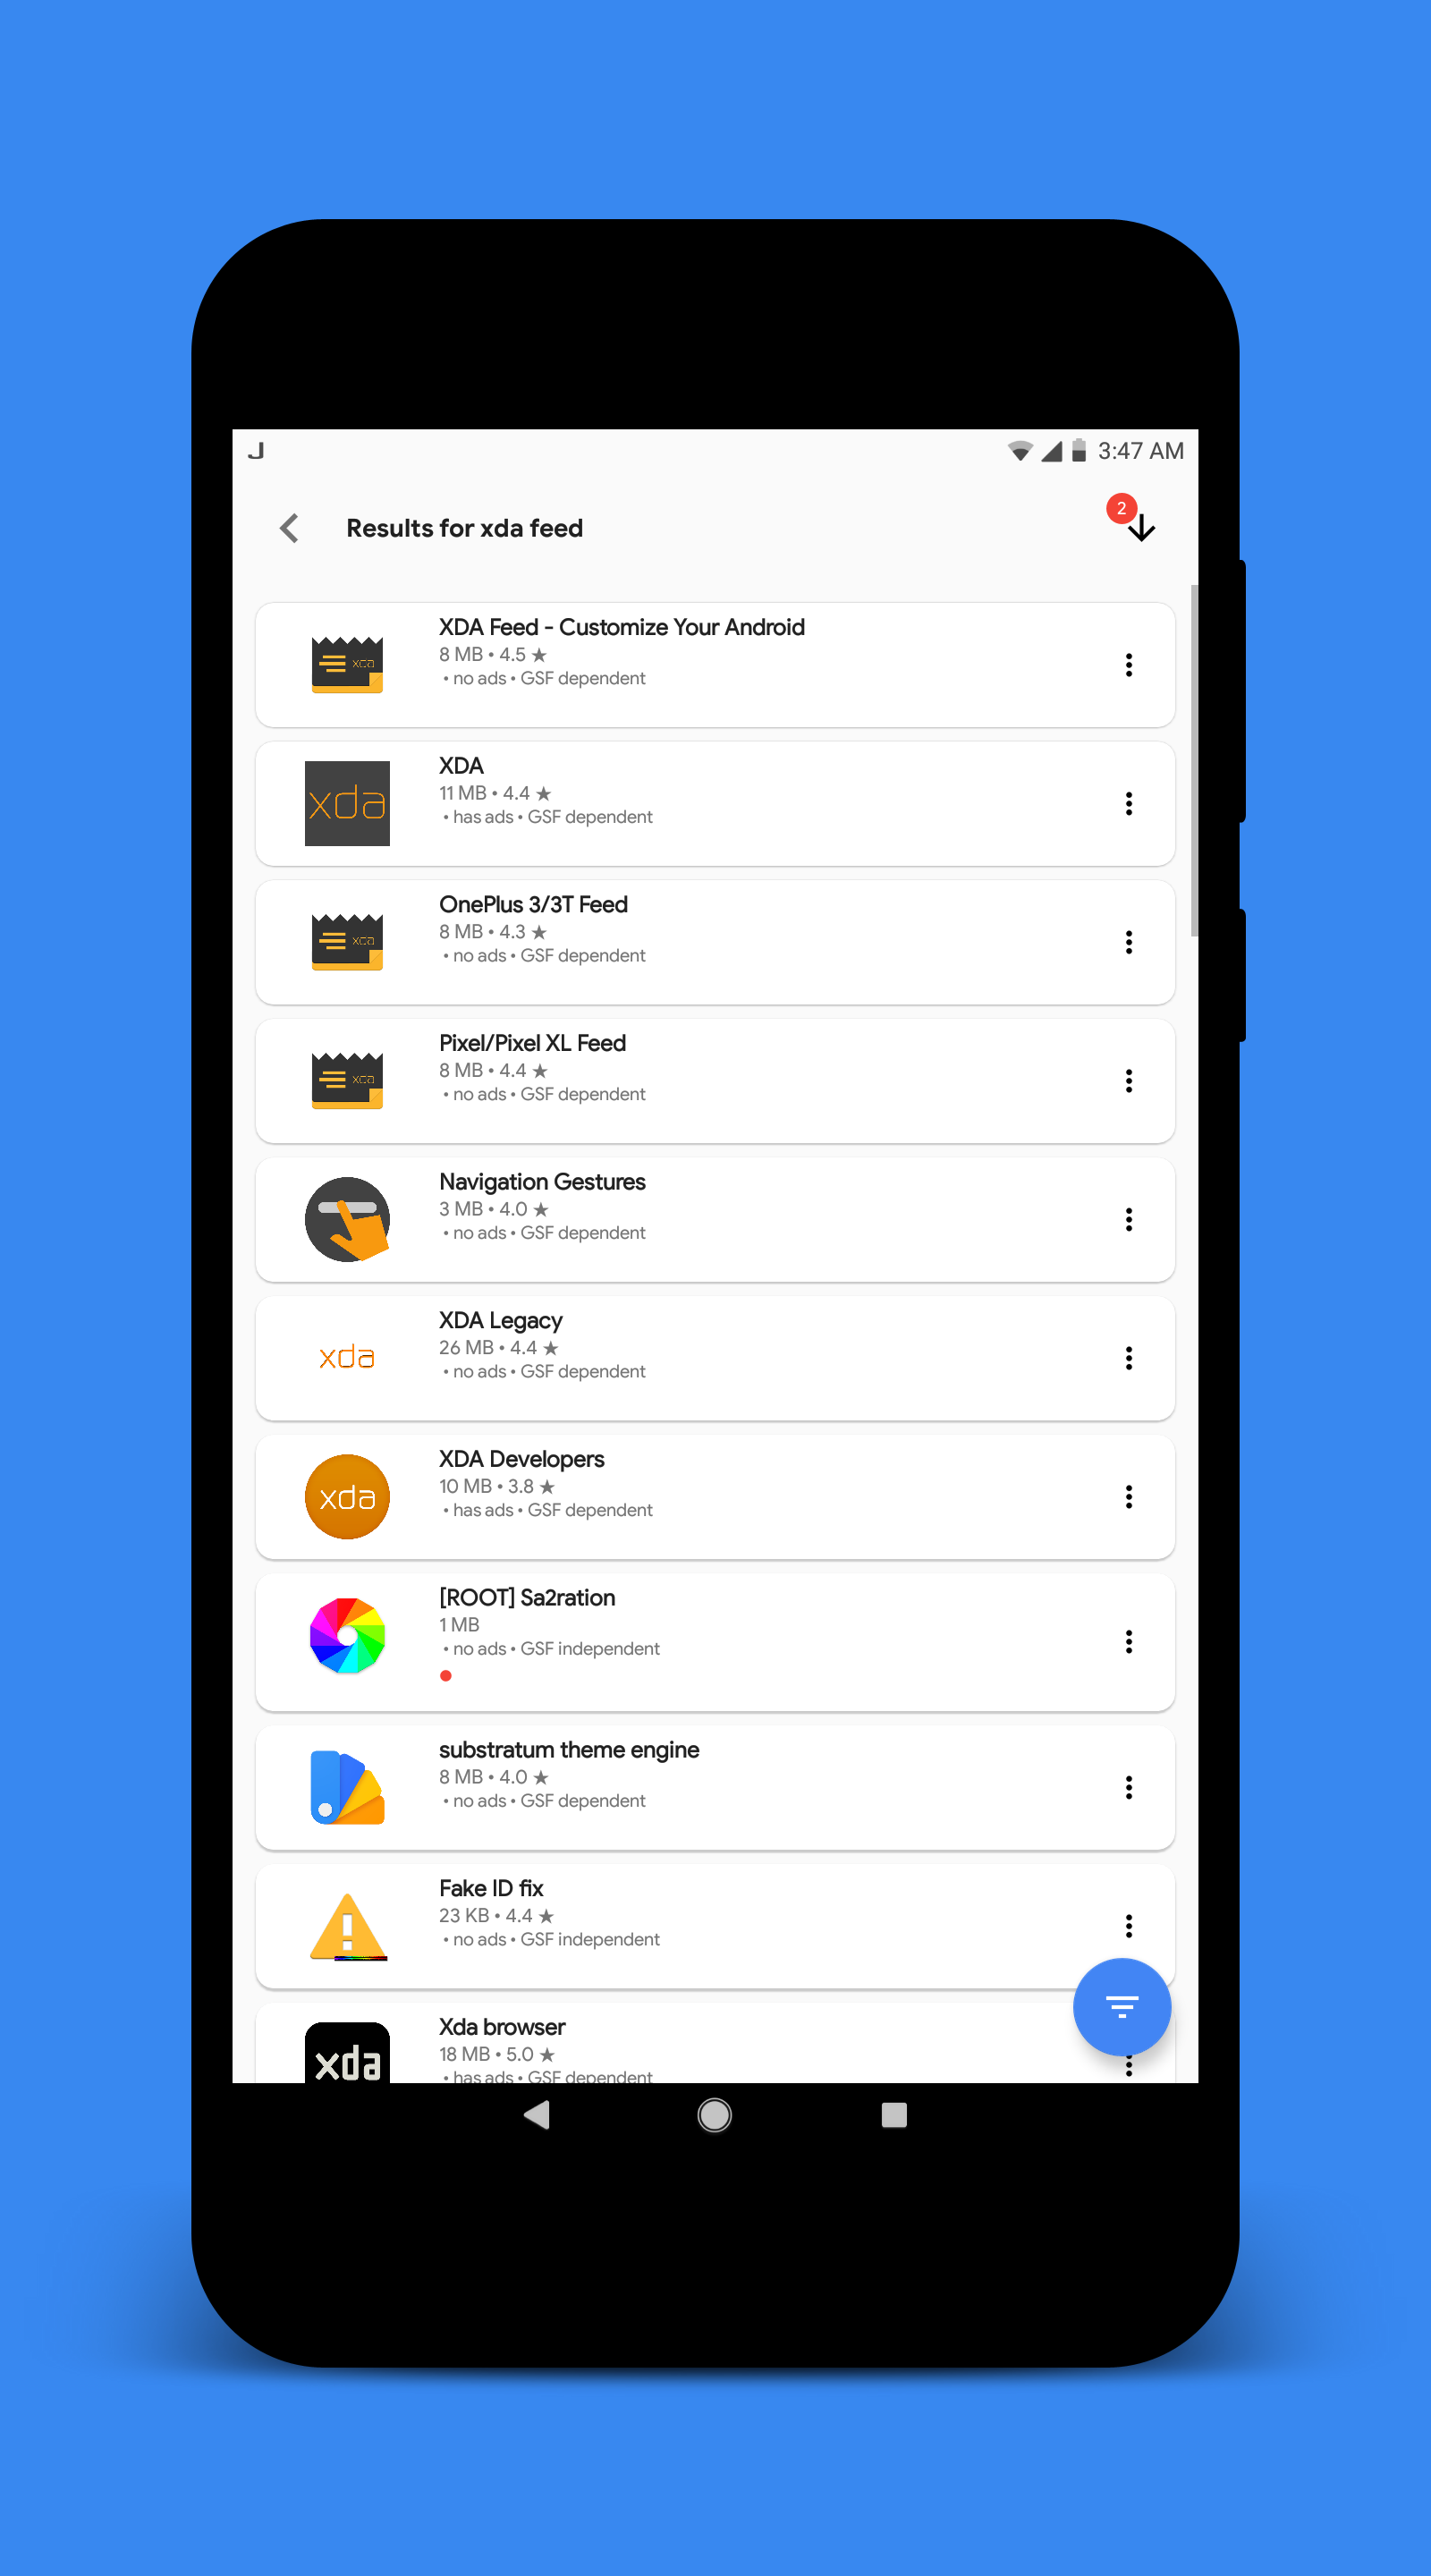 3:47 AM
2
Results for xda feed
XDA Feed - Customize Your Android
8 MB • 4.5 ★
• no ads • GSF dependent
xda
XDA
11 MB • 4.4 ★
• has ads • GSF dependent
xda
OnePlus 3/3T Feed
8 MB • 4.3 ★
• no ads • GSF dependent
xda
Pixel/Pixel XL Feed
8 MB • 4.4 ★
• no ads • GSF dependent
xda
Navigation Gestures
3 MB • 4.0 ★
• no ads • GSF dependent
XDA Legacy
26 MB • 4.4 ★
• no ads • GSF dependent
xda
XDA Developers
10 MB • 3.8 ★
• has ads • GSF dependent
xda
[ROOT] Sa2ration
1 MB
• no ads • GSF independent
substratum theme engine
8 MB • 4.0 ★
• no ads • GSF dependent
Fake ID fix
23 KB • 4.4 ★
• no ads • GSF independent
Xda browser
18 MB • 5.0 ★
• has ads • GSF dependent
xda